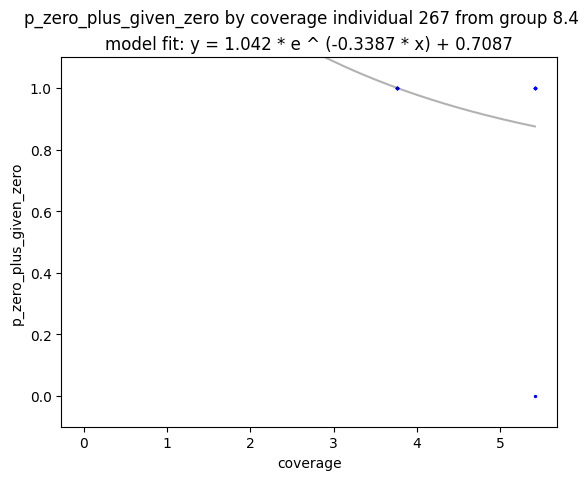 p_zero_plus_given_zero by coverage individual 267 from group 8.4
model fit: y = 1.042 * e ^ (-0.3387 * x) + 0.7087
1.0
0.8
0.6
0.4
0.2
0.0
p_zero_plus_given_zero
0 1 2 3 4 5
coverage